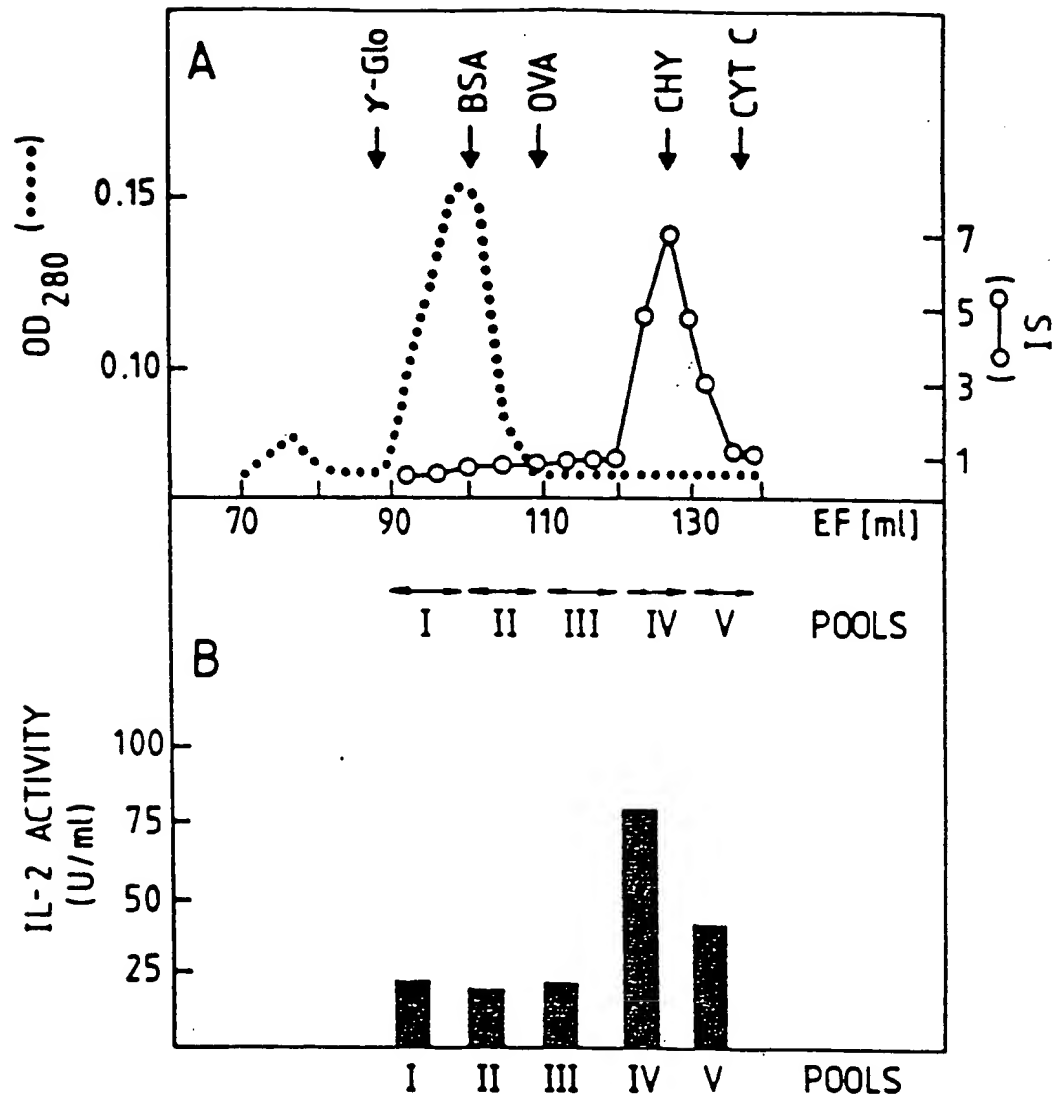 A
γ-Glo
BSA
OVA
CHY
CYT C
OD280 (•••••)
0.15
0.10
7
5
3
1
IS (o—o)
70 90 110 130 EF [ml]
I II III IV V POOLS
B
IL-2 ACTIVITY
(U/ml)
100
75
50
25
I II III IV V POOLS